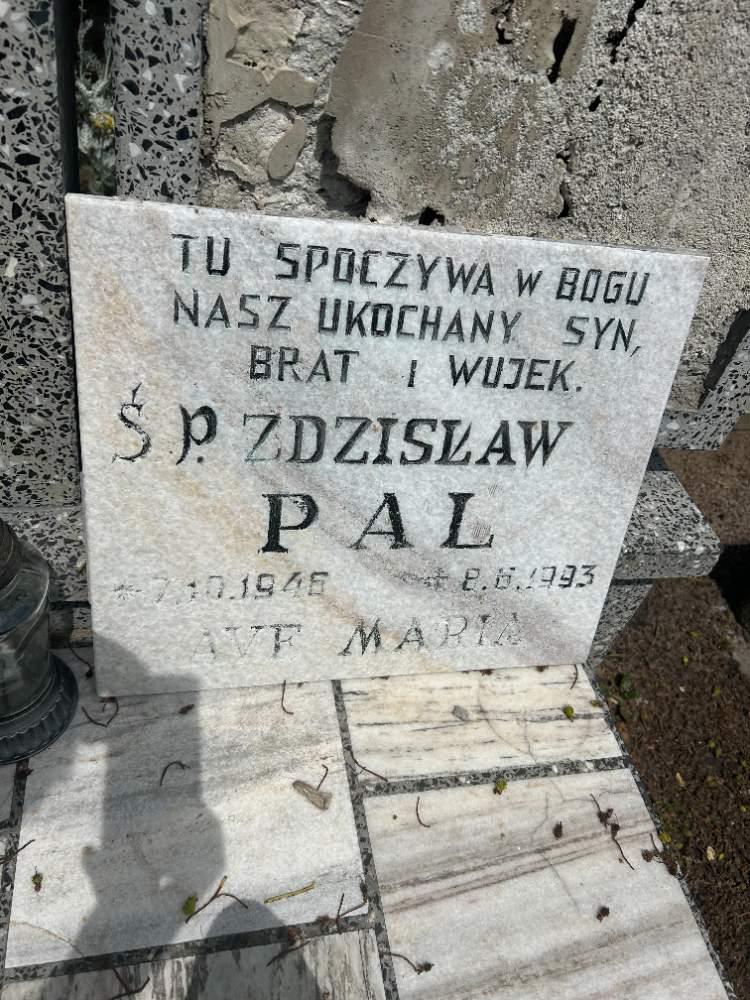 TU SPOCZYWA W BOGU
NASZ UKOCHANY SYN,
BRAT I WUJEK.
Ś.P. ZDZISŁAW
PAL
* 7.10.1946 + 8.6.1993
AVE MARIA